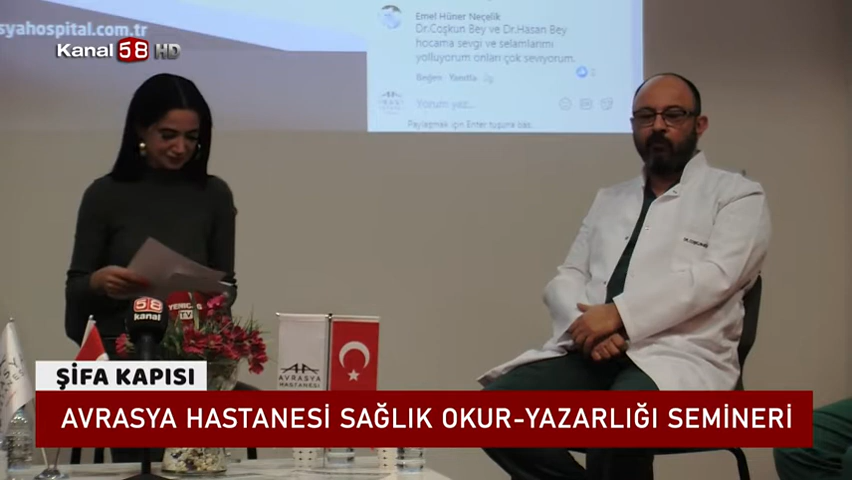 syahospital.com.tr
Kanal 58 HD
Emel Hüner Neçelik
Dr.Coşkun Bey ve Dr.Hasan Bey
hocama sevgi ve selamlarımı
yolluyorum onları çok seviyorum.
Beğen Yanıtla
Yorum yaz...
Paylaşmak için Enter tuşuna bas.
58
kanal
TV
AVRASYA
HASTANESİ
ŞİFA KAPISI
AVRASYA HASTANESİ SAĞLIK OKUR-YAZARLIĞI SEMİNERİ